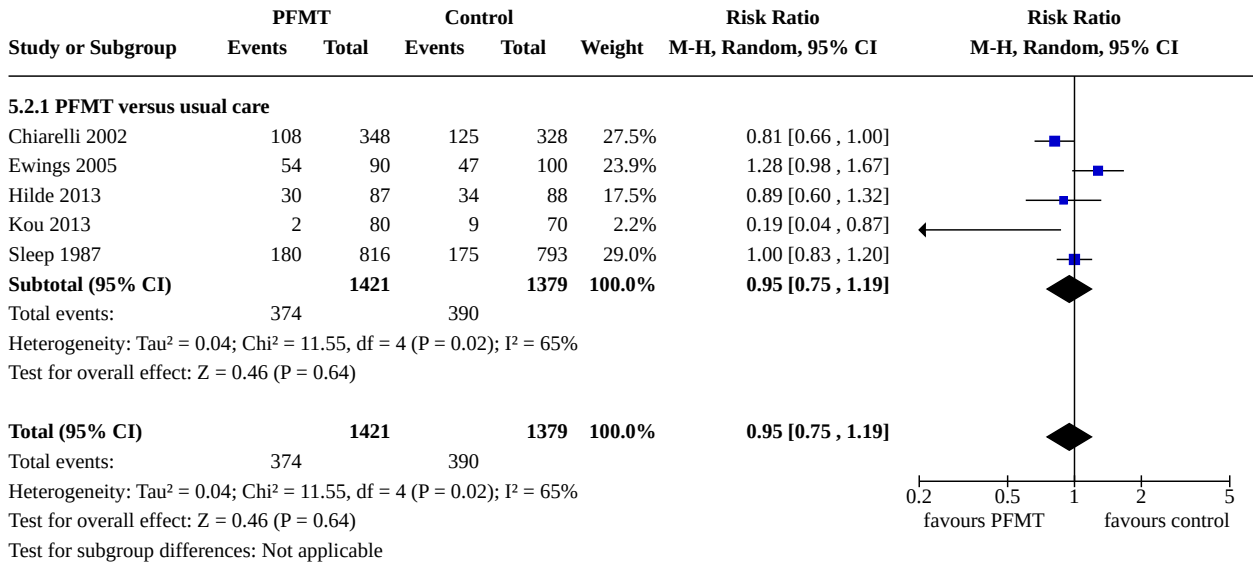 PFMT Control Risk Ratio Risk Ratio
Study or Subgroup Events Total Events Total Weight M-H, Random, 95% CI M-H, Random, 95% CI
5.2.1 PFMT versus usual care
Chiarelli 2002 108 348 125 328 27.5% 0.81 [0.66 , 1.00]
Ewings 2005 54 90 47 100 23.9% 1.28 [0.98 , 1.67]
Hilde 2013 30 87 34 88 17.5% 0.89 [0.60 , 1.32]
Kou 2013 2 80 9 70 2.2% 0.19 [0.04 , 0.87]
Sleep 1987 180 816 175 793 29.0% 1.00 [0.83 , 1.20]
Subtotal (95% CI) 1421 1379 100.0% 0.95 [0.75 , 1.19]
Total events: 374 390
Heterogeneity: Tau² = 0.04; Chi² = 11.55, df = 4 (P = 0.02); I² = 65%
Test for overall effect: Z = 0.46 (P = 0.64)
Total (95% CI) 1421 1379 100.0% 0.95 [0.75 , 1.19]
Total events: 374 390
Heterogeneity: Tau² = 0.04; Chi² = 11.55, df = 4 (P = 0.02); I² = 65%
0.2 0.5 1 2 5
Test for overall effect: Z = 0.46 (P = 0.64) favours PFMT favours control
Test for subgroup differences: Not applicable